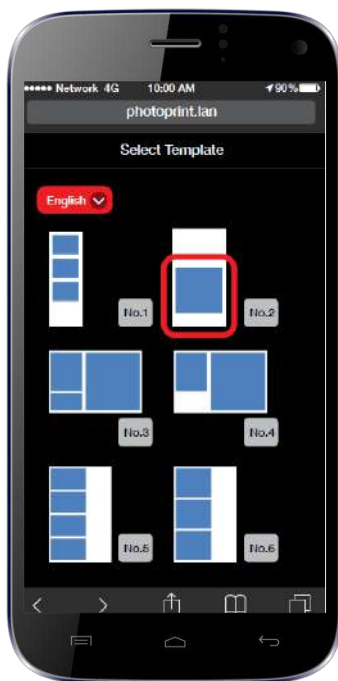 Network 4G 10:00 AM 90%
photoprint.lan
Select Template
English
No.1 No.2
No.3 No.4
No.5 No.6